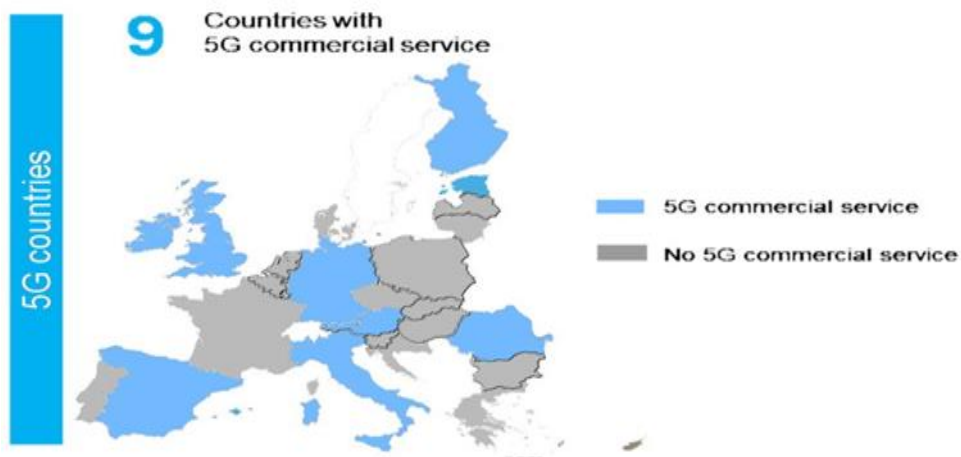 9
Countries with
5G commercial service
5G countries
5G commercial service
No 5G commercial service